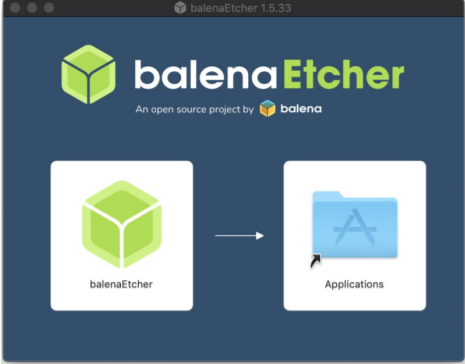 balenaEtcher 1.5.33
balenaEtcher
An open source project by balena
balenaEtcher
Applications